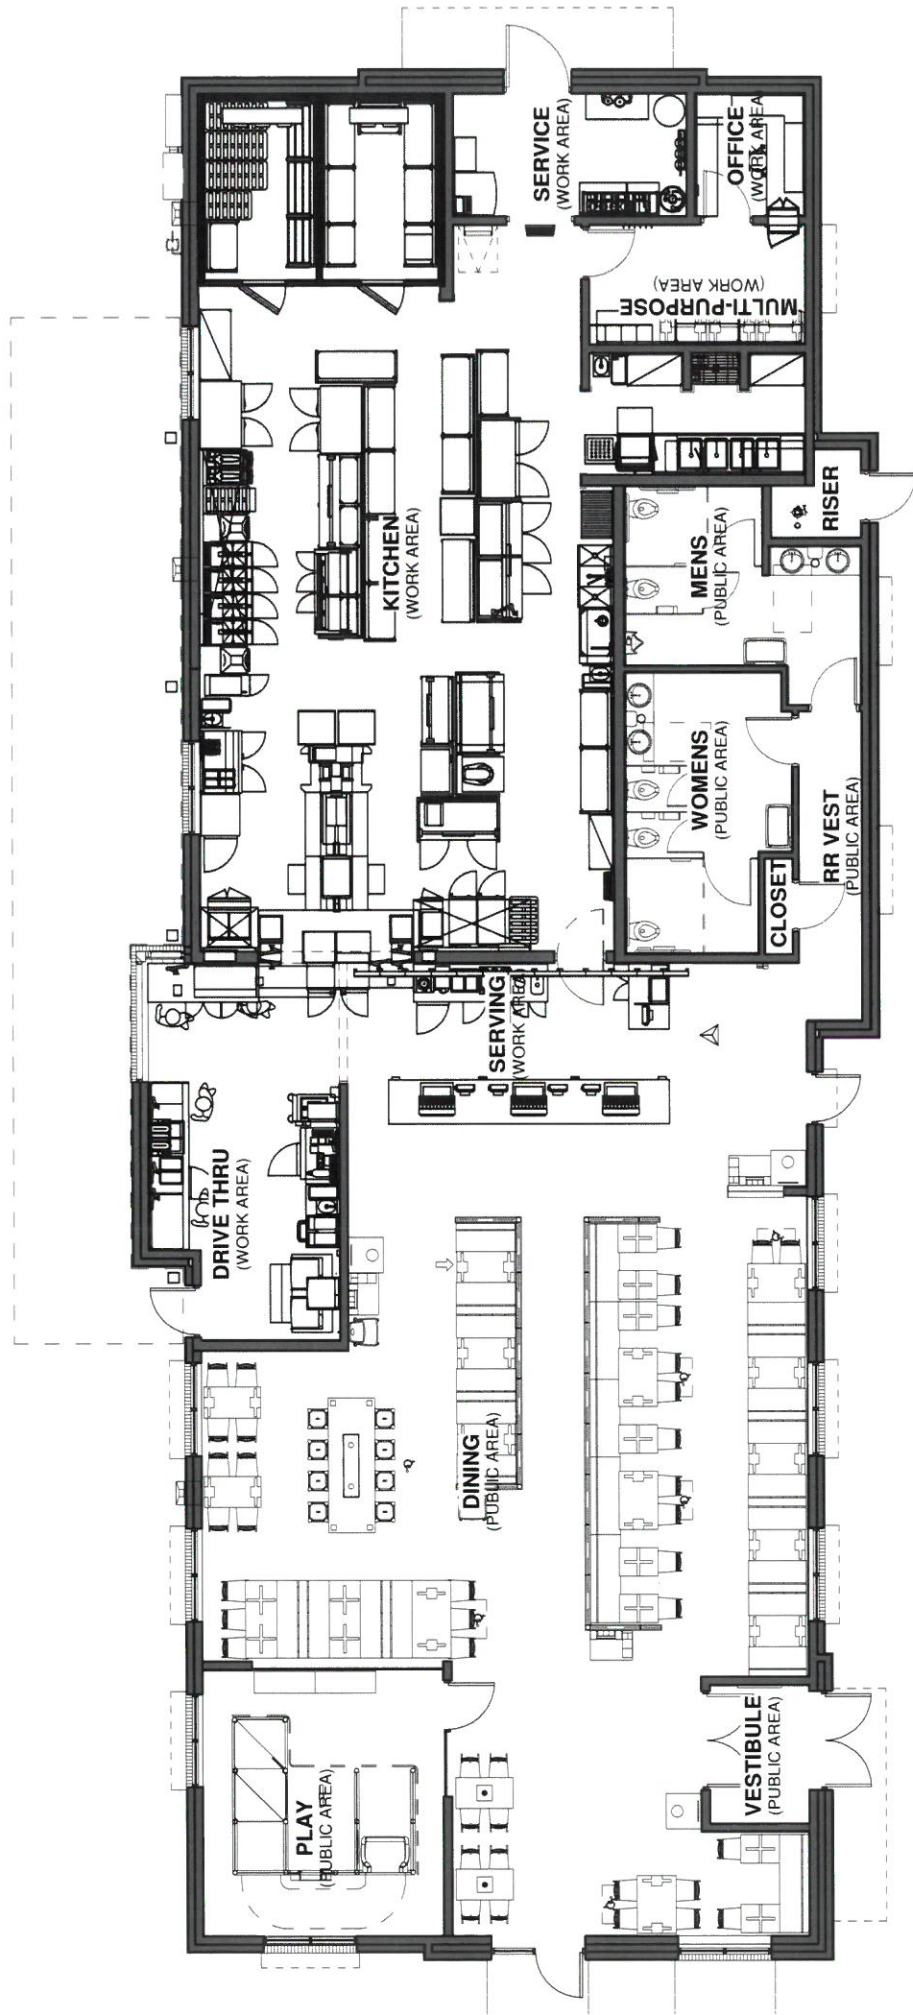 SERVICE
(WORK AREA)
OFFICE
(WORK AREA)
MULTI-PURPOSE
(WORK AREA)
KITCHEN
(WORK AREA)
MENS
(PUBLIC AREA)
RISER
WOMENS
(PUBLIC AREA)
CLOSET
RR VEST
(PUBLIC AREA)
SERVING
(WORK AREA)
DRIVE THRU
(WORK AREA)
DINING
(PUBLIC AREA)
PLAY
(PUBLIC AREA)
VESTIBULE
(PUBLIC AREA)